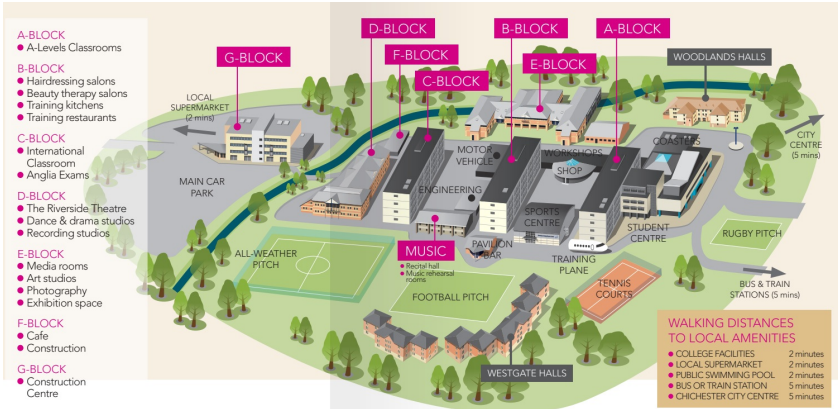 A-BLOCK
● A-Levels Classrooms
B-BLOCK
● Hairdressing salons
● Beauty therapy salons
● Training kitchens
● Training restaurants
C-BLOCK
● International
Classroom
● Anglia Exams
D-BLOCK
● The Riverside Theatre
● Dance & drama studios
● Recording studios
E-BLOCK
● Media rooms
● Art studios
● Photography
● Exhibition space
F-BLOCK
● Cafe
● Construction
G-BLOCK
● Construction
Centre
D-BLOCK
B-BLOCK
A-BLOCK
F-BLOCK
E-BLOCK
G-BLOCK
C-BLOCK
WOODLANDS HALLS
LOCAL
SUPERMARKET
(2 mins)
CITY
CENTRE
(5 mins)
MAIN CAR
PARK
MOTOR
VEHICLE
WORKSHOPS
SHOP
COASTERS
ENGINEERING
SPORTS
CENTRE
STUDENT
CENTRE
RUGBY PITCH
ALL-WEATHER
PITCH
MUSIC
● Recital hall
● Music rehearsal
rooms
PAVILION
BAR
TRAINING
PLANE
BUS & TRAIN
STATIONS (5 mins)
FOOTBALL PITCH
TENNIS
COURTS
WESTGATE HALLS
WALKING DISTANCES
TO LOCAL AMENITIES
● COLLEGE FACILITIES 2 minutes
● LOCAL SUPERMARKET 2 minutes
● PUBLIC SWIMMING POOL 2 minutes
● BUS OR TRAIN STATION 5 minutes
● CHICHESTER CITY CENTRE 5 minutes